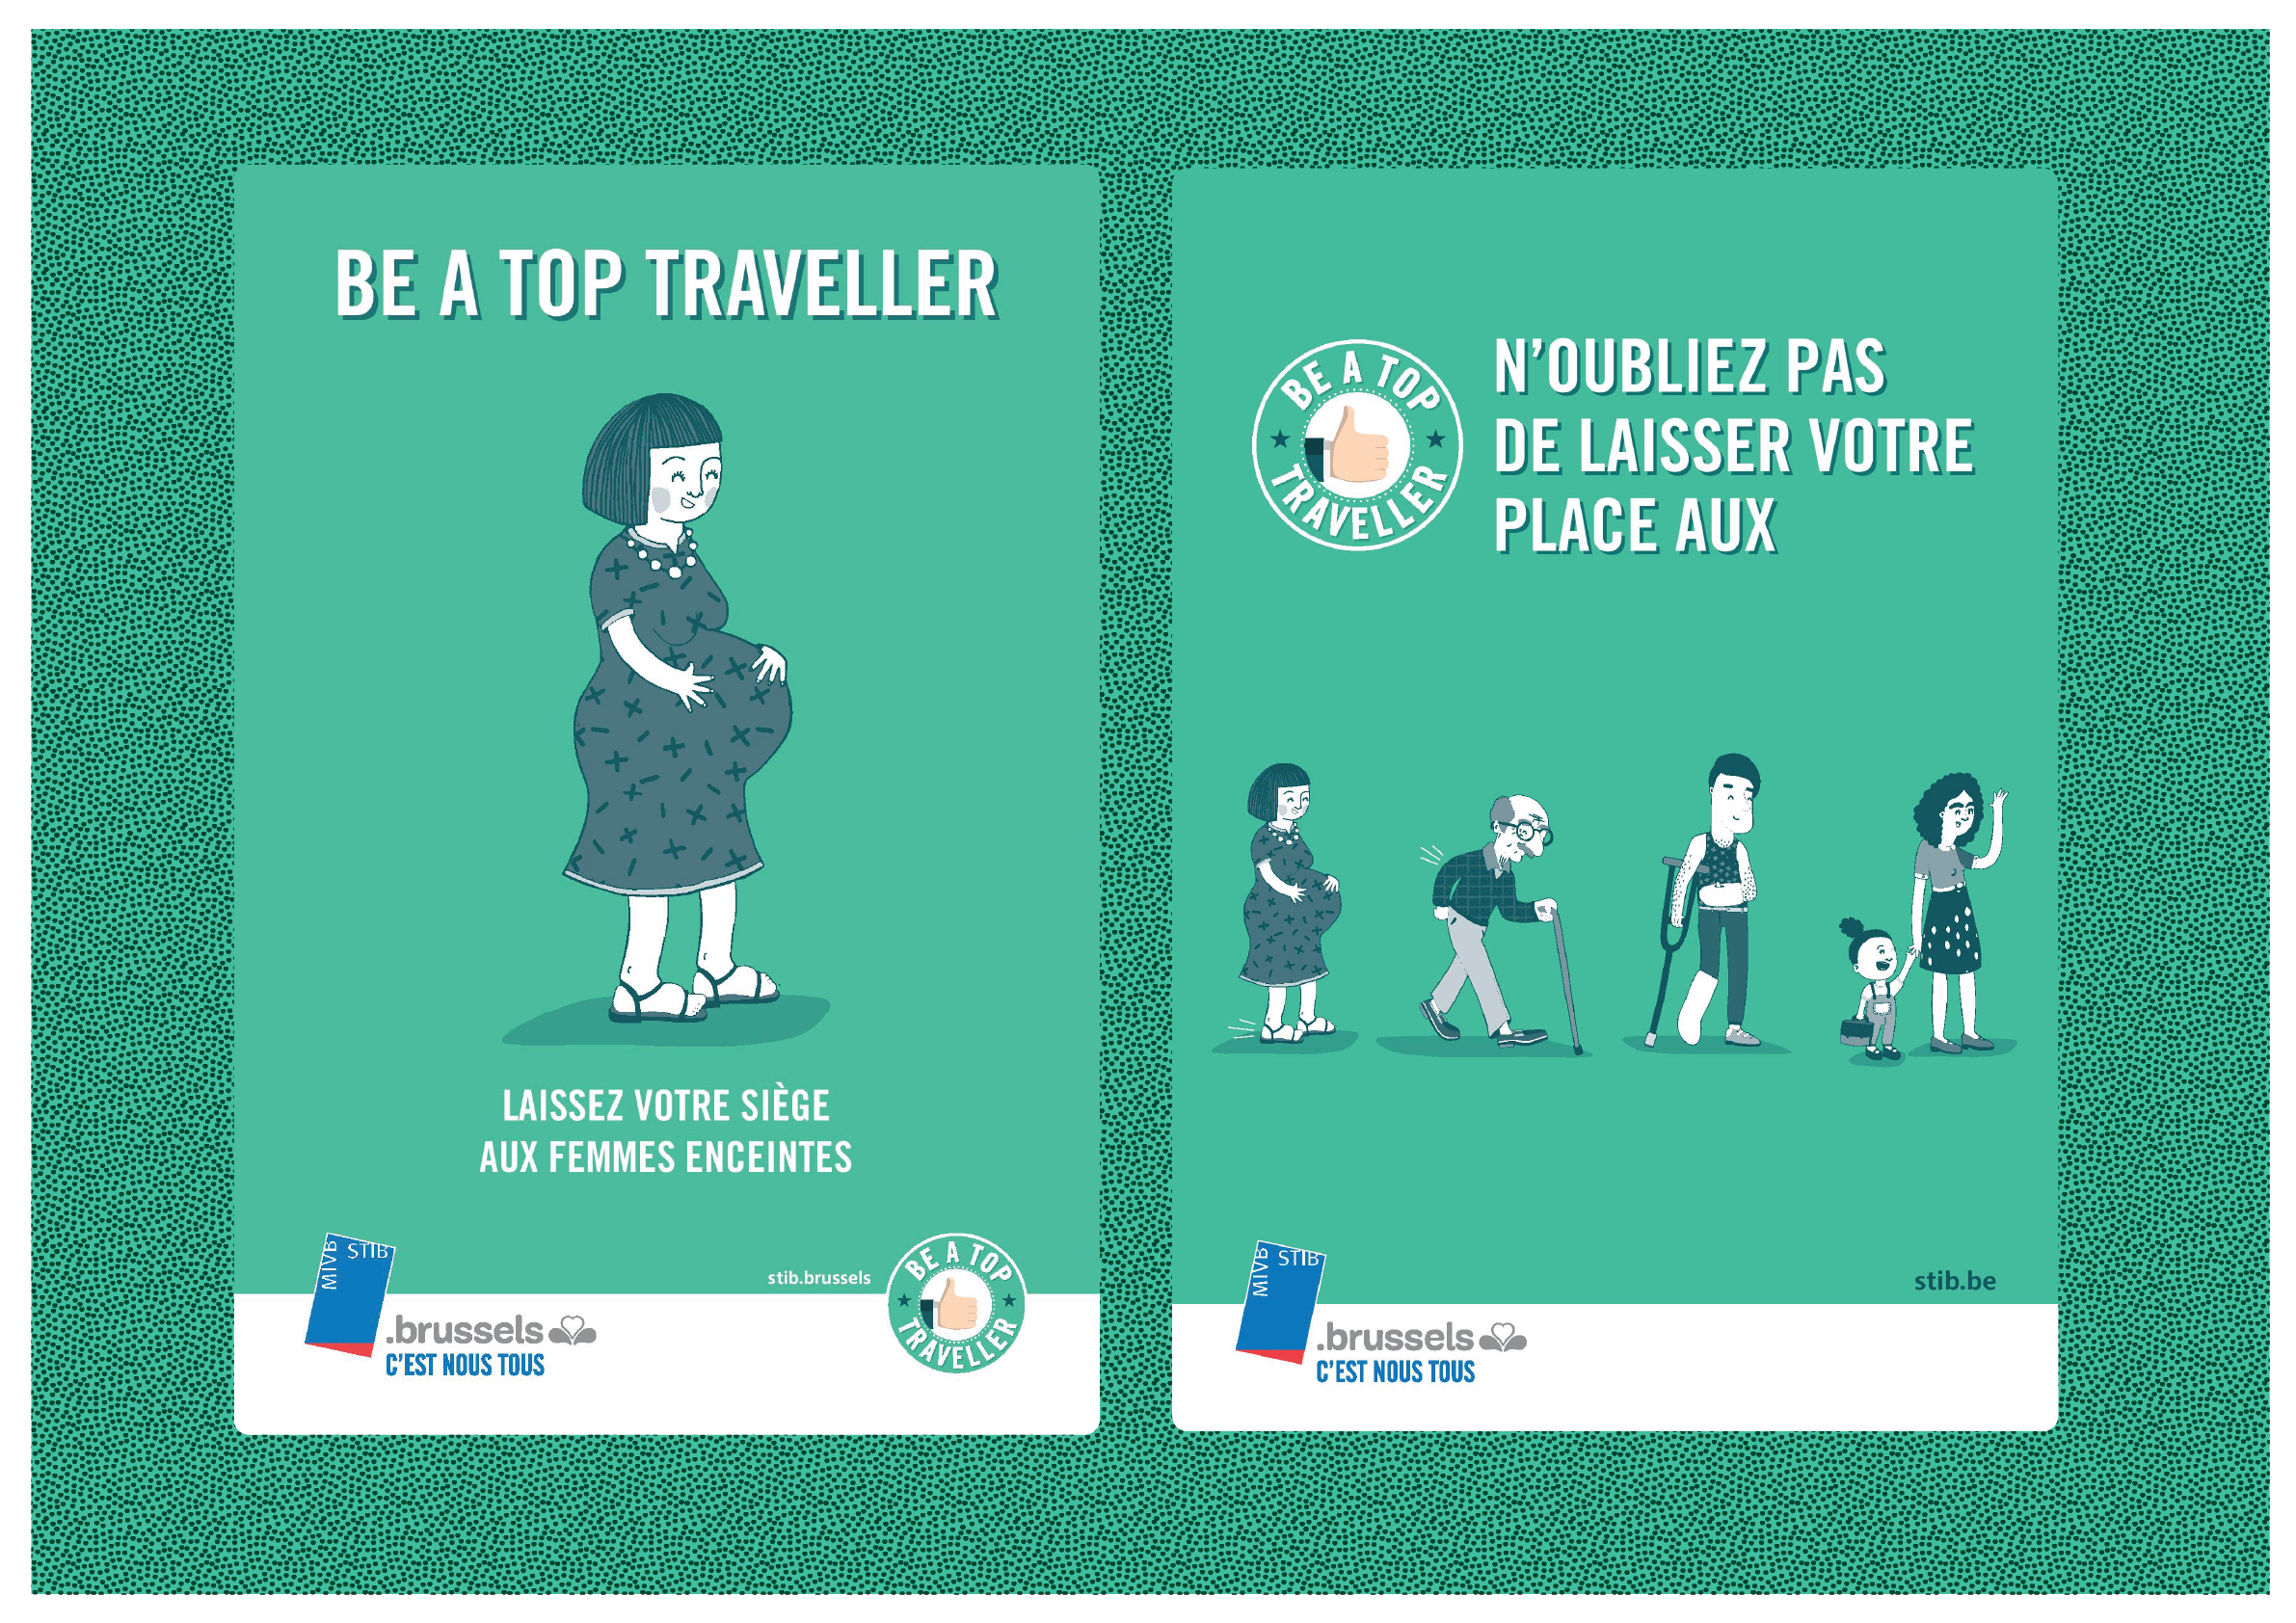 BE A TOP TRAVELLER
LAISSEZ VOTRE SIÈGE
AUX FEMMES ENCEINTES
MIVB STIB
stib.brussels
BE A TOP
TRAVELLER
.brussels
C'EST NOUS TOUS
BE A TOP
TRAVELLER
N'OUBLIEZ PAS
DE LAISSER VOTRE
PLACE AUX
MIVB STIB
stib.be
.brussels
C'EST NOUS TOUS